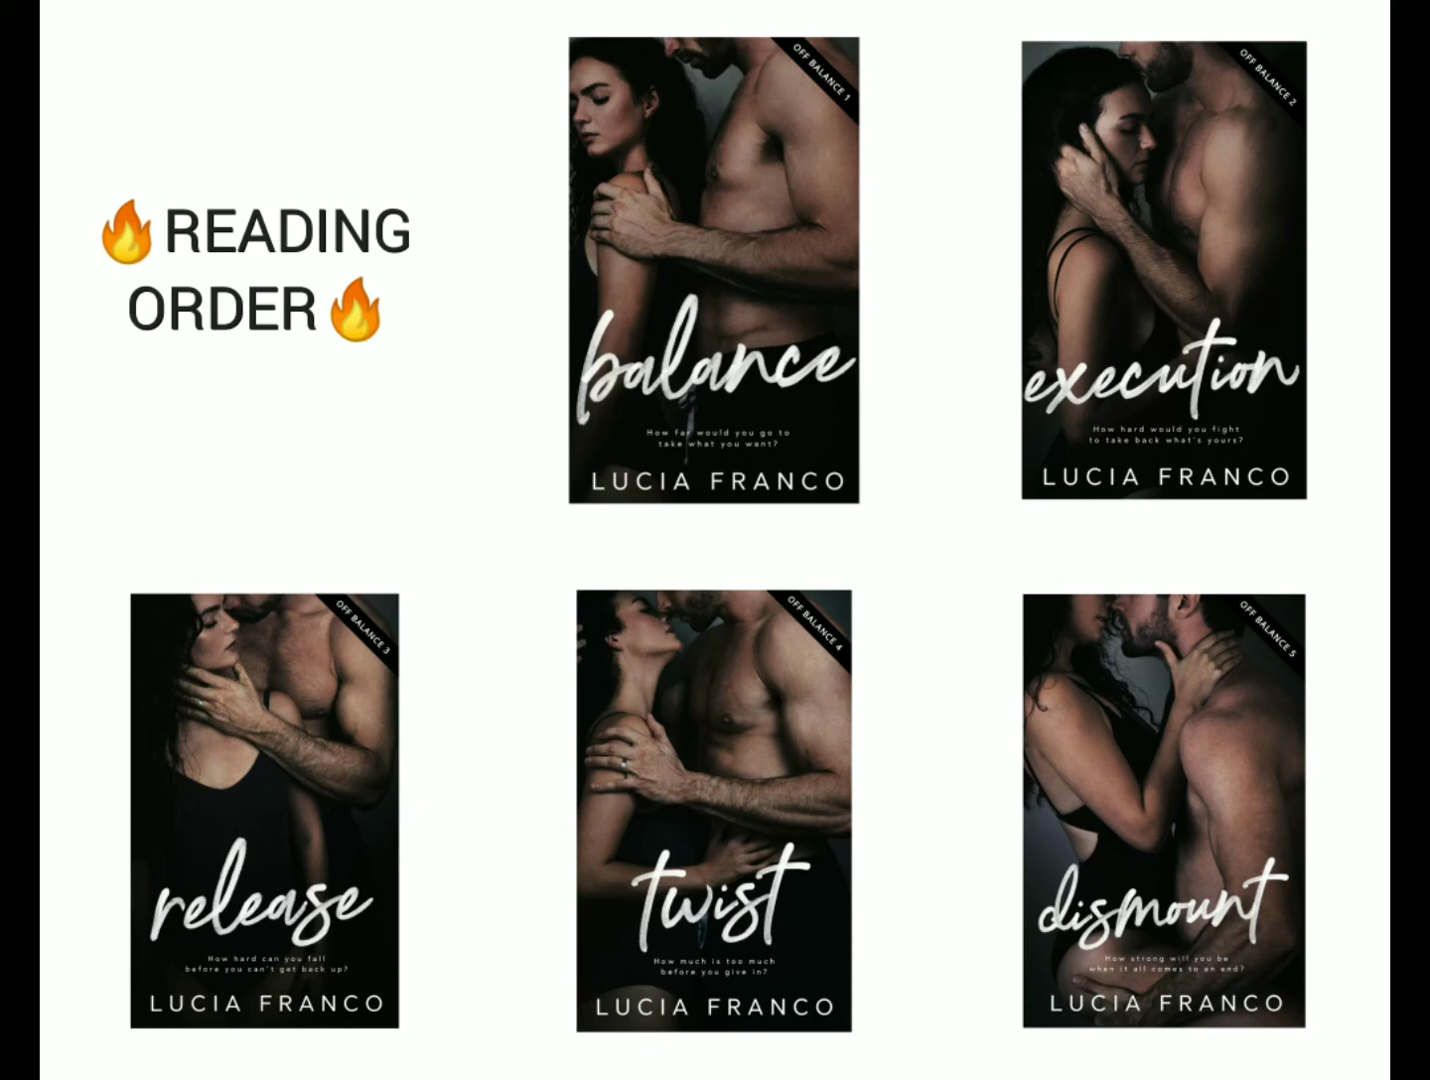 🔥READING
ORDER🔥
OFF BALANCE 1
balance
How far would you go to
take what you want?
LUCIA FRANCO
OFF BALANCE 2
execution
How hard would you fight
to take back what's yours?
LUCIA FRANCO
OFF BALANCE 3
release
How hard can you fall
before you can't get back up?
LUCIA FRANCO
OFF BALANCE 4
twist
How much is too much
before you give in?
LUCIA FRANCO
OFF BALANCE 5
dismount
How strong will you be
when it all comes to an end?
LUCIA FRANCO